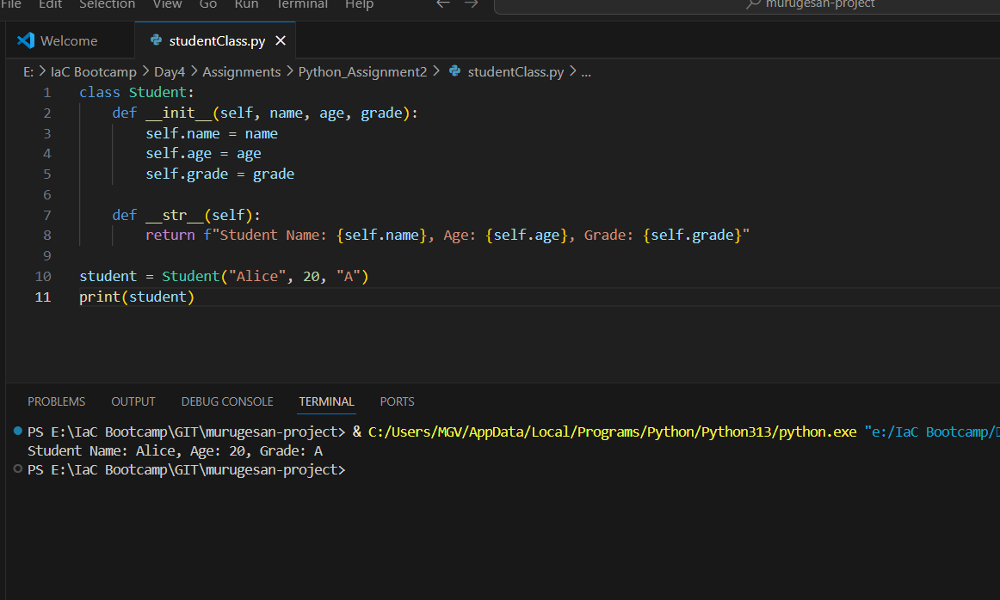 File Edit Selection View Go Run Terminal Help murugesan-project
Welcome studentClass.py
E: > IaC Bootcamp > Day4 > Assignments > Python_Assignment2 > studentClass.py > ...
1 class Student:
2     def __init__(self, name, age, grade):
3         self.name = name
4         self.age = age
5         self.grade = grade
6
7     def __str__(self):
8         return f"Student Name: {self.name}, Age: {self.age}, Grade: {self.grade}"
9
10 student = Student("Alice", 20, "A")
11 print(student)
PROBLEMS OUTPUT DEBUG CONSOLE TERMINAL PORTS
PS E:\IaC Bootcamp\GIT\murugesan-project> & C:/Users/MGV/AppData/Local/Programs/Python/Python313/python.exe "e:/IaC Bootcamp/
Student Name: Alice, Age: 20, Grade: A
PS E:\IaC Bootcamp\GIT\murugesan-project>